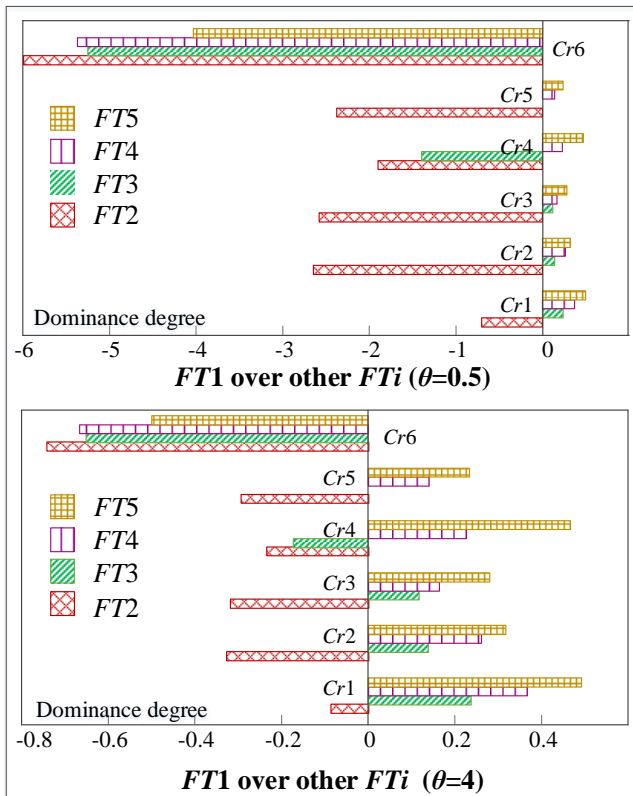 Cr6
Cr5
FT5
FT4
Cr4
FT3
Cr3
FT2
Cr2
Cr1
Dominance degree
-6 -5 -4 -3 -2 -1 0
FT1 over other FTi (θ=0.5)
Cr6
Cr5
FT5
FT4
Cr4
FT3
Cr3
FT2
Cr2
Cr1
Dominance degree
-0.8 -0.6 -0.4 -0.2 0 0.2 0.4
FT1 over other FTi (θ=4)